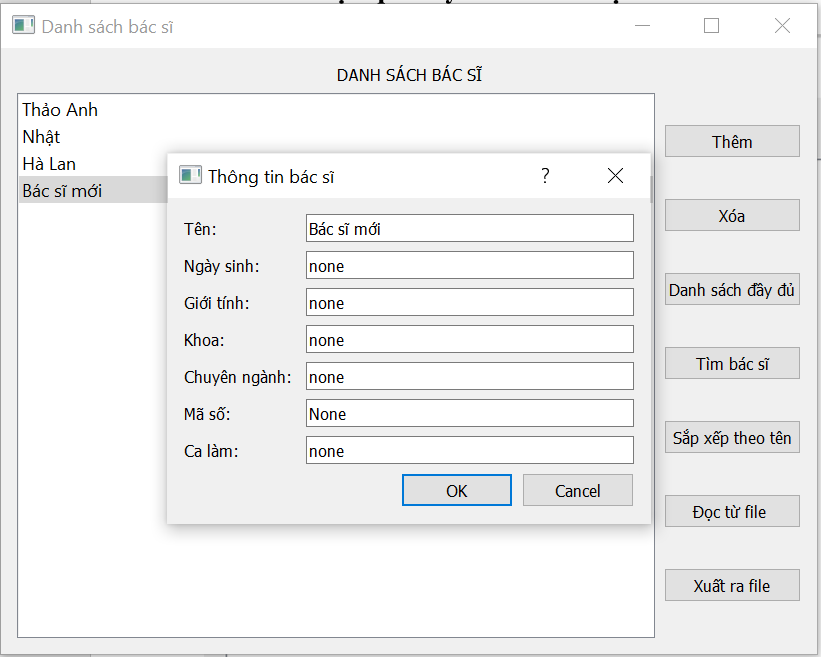 Danh sách bác sĩ
DANH SÁCH BÁC SĨ
Thảo Anh
Nhật
Hà Lan
Bác sĩ mới
Thông tin bác sĩ
?
Tên:
Bác sĩ mới
Ngày sinh:
none
Giới tính:
none
Khoa:
none
Chuyên ngành:
none
Mã số:
None
Ca làm:
none
OK
Cancel
Thêm
Xóa
Danh sách đầy đủ
Tìm bác sĩ
Sắp xếp theo tên
Đọc từ file
Xuất ra file